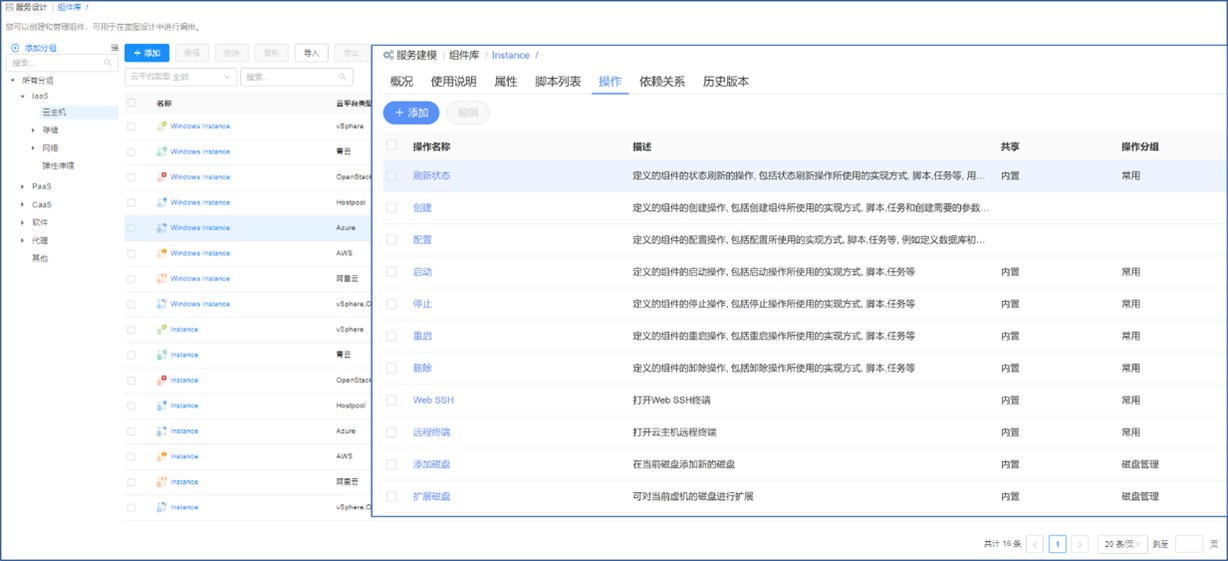 服务设计 | 组件库 /
您可以创建和管理组件，可用于在蓝图设计中进行编排。
添加分组
搜索...
所有分组
IaaS
云主机
存储
网络
弹性伸缩
PaaS
CaaS
软件
代理
其他
+ 添加 编辑 删除 复制 导入 导出
云平台类型:全部 搜索...
名称 云平台类型
Windows Instance vSphere
Windows Instance 青云
Windows Instance OpenStack
Windows Instance Hostpool
Windows Instance Azure
Windows Instance AWS
Windows Instance 阿里云
Windows Instance vSphere,O
Instance vSphere
Instance 青云
Instance OpenStack
Instance Hostpool
Instance Azure
Instance AWS
Instance 阿里云
Instance vSphere,O
服务建模 | 组件库 / Instance /
概况 使用说明 属性 脚本列表 操作 依赖关系 历史版本
+ 添加 编辑
操作名称 描述 共享 操作分组
刷新状态 定义的组件的状态刷新的操作, 包括状态刷新操作所使用的实现方式, 脚本,任务等, 用... 内置 常用
创建 定义的组件的创建操作, 包括创建组件所使用的实现方式, 脚本,任务和创建需要的参数...
配置 定义的组件的配置操作, 包括配置所使用的实现方式, 脚本,任务等, 例如定义数据库初...
启动 定义的组件的启动操作, 包括启动操作所使用的实现方式, 脚本,任务等 内置 常用
停止 定义的组件的停止操作, 包括停止操作所使用的实现方式, 脚本,任务等 内置 常用
重启 定义的组件的重启操作, 包括重启操作所使用的实现方式, 脚本,任务等 内置 常用
删除 定义的组件的卸除操作, 包括卸除操作所使用的实现方式, 脚本,任务等 内置 常用
Web SSH 打开Web SSH终端 内置 常用
远程终端 打开云主机远程终端 内置 常用
添加磁盘 在当前磁盘添加新的磁盘 内置 磁盘管理
扩展磁盘 可对当前虚机的磁盘进行扩展 内置 磁盘管理
共计 16 条 < 1 > 20 条/页 跳至 页